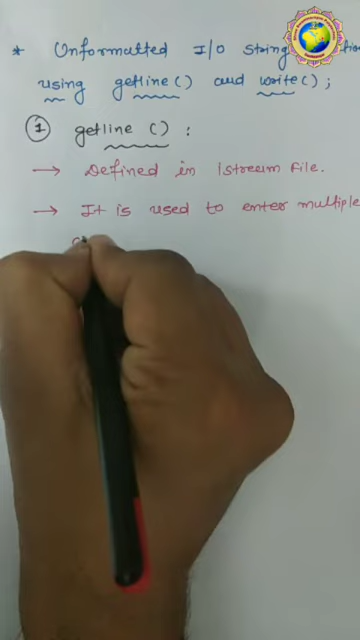 * Unformatted I/O string
using getline() and write();
1 getline () :
→ Defined in Istream file.
→ It is used to enter multiple